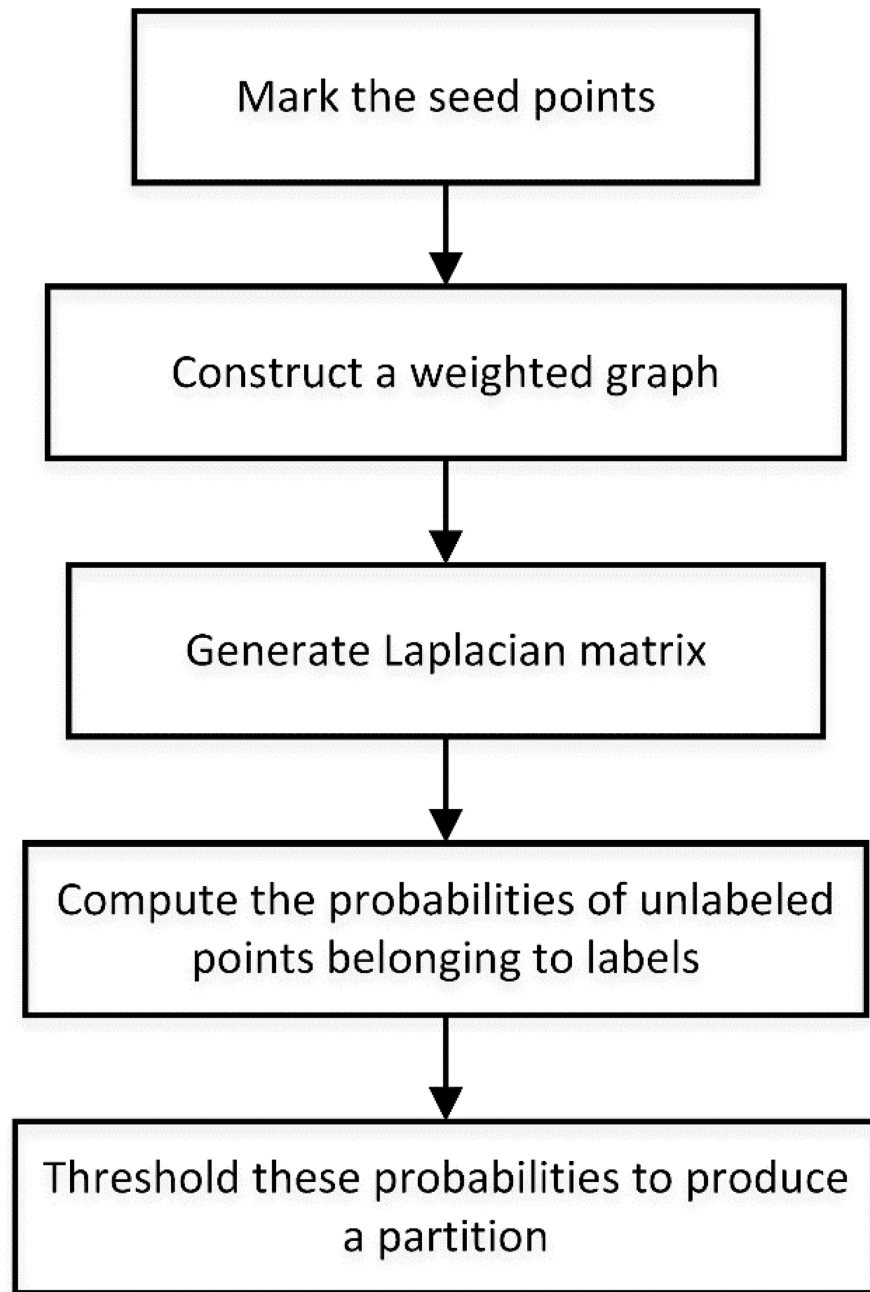 Mark the seed points
Construct a weighted graph
Generate Laplacian matrix
Compute the probabilities of unlabeled
points belonging to labels
Threshold these probabilities to produce
a partition